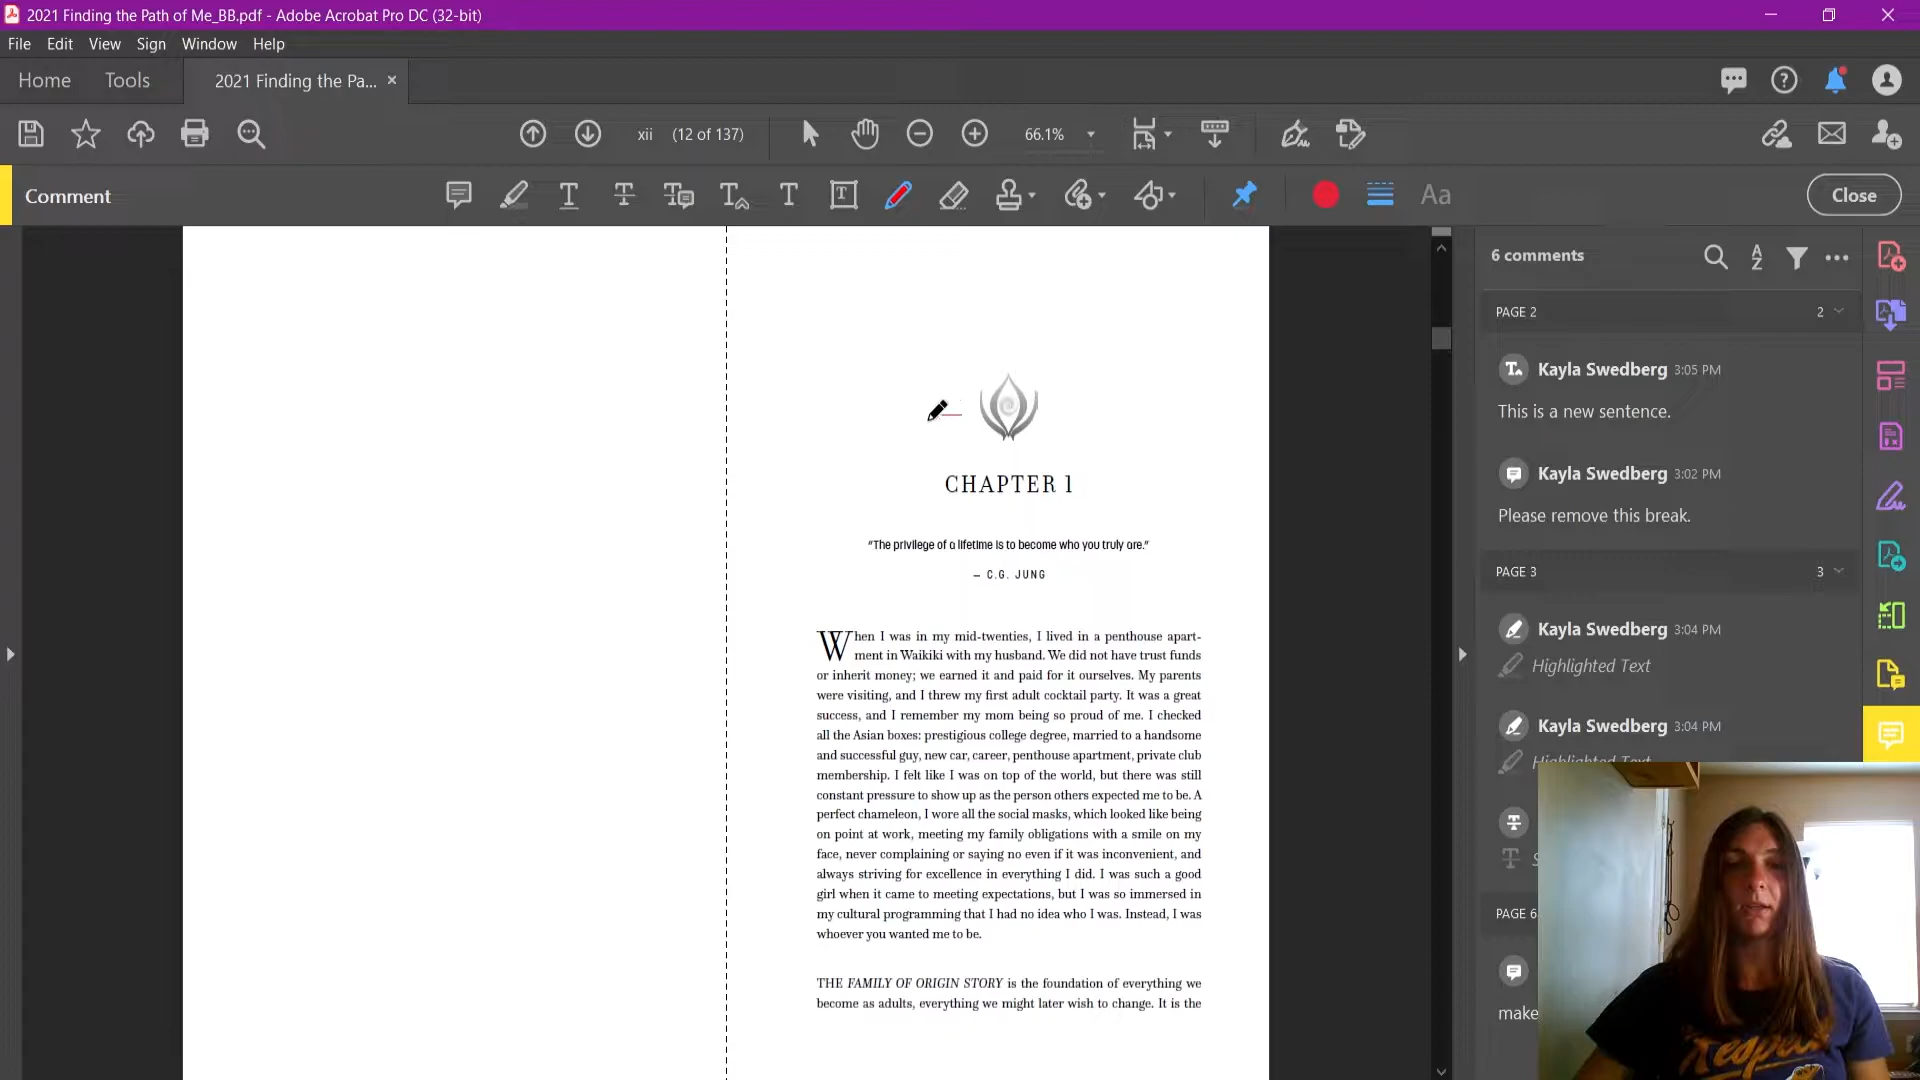 2021 Finding the Path of Me_BB.pdf - Adobe Acrobat Pro DC (32-bit)
File Edit View Sign Window Help
Home Tools 2021 Finding the Pa... ×
xii (12 of 137) 66.1%
Comment Aa Close
CHAPTER 1
“The privilege of a lifetime is to become who you truly are.”
– C.G. JUNG
When I was in my mid-twenties, I lived in a penthouse apart-
ment in Waikiki with my husband. We did not have trust funds
or inherit money; we earned it and paid for it ourselves. My parents
were visiting, and I threw my first adult cocktail party. It was a great
success, and I remember my mom being so proud of me. I checked
all the Asian boxes: prestigious college degree, married to a handsome
and successful guy, new car, career, penthouse apartment, private club
membership. I felt like I was on top of the world, but there was still
constant pressure to show up as the person others expected me to be. A
perfect chameleon, I wore all the social masks, which looked like being
on point at work, meeting my family obligations with a smile on my
face, never complaining or saying no even if it was inconvenient, and
always striving for excellence in everything I did. I was such a good
girl when it came to meeting expectations, but I was so immersed in
my cultural programming that I had no idea who I was. Instead, I was
whoever you wanted me to be.
THE FAMILY OF ORIGIN STORY is the foundation of everything we
become as adults, everything we might later wish to change. It is the
6 comments
PAGE 2 2
Kayla Swedberg 3:05 PM
This is a new sentence.
Kayla Swedberg 3:02 PM
Please remove this break.
PAGE 3 3
Kayla Swedberg 3:04 PM
Highlighted Text
Kayla Swedberg 3:04 PM
Highlighted Text
PAGE 6
make